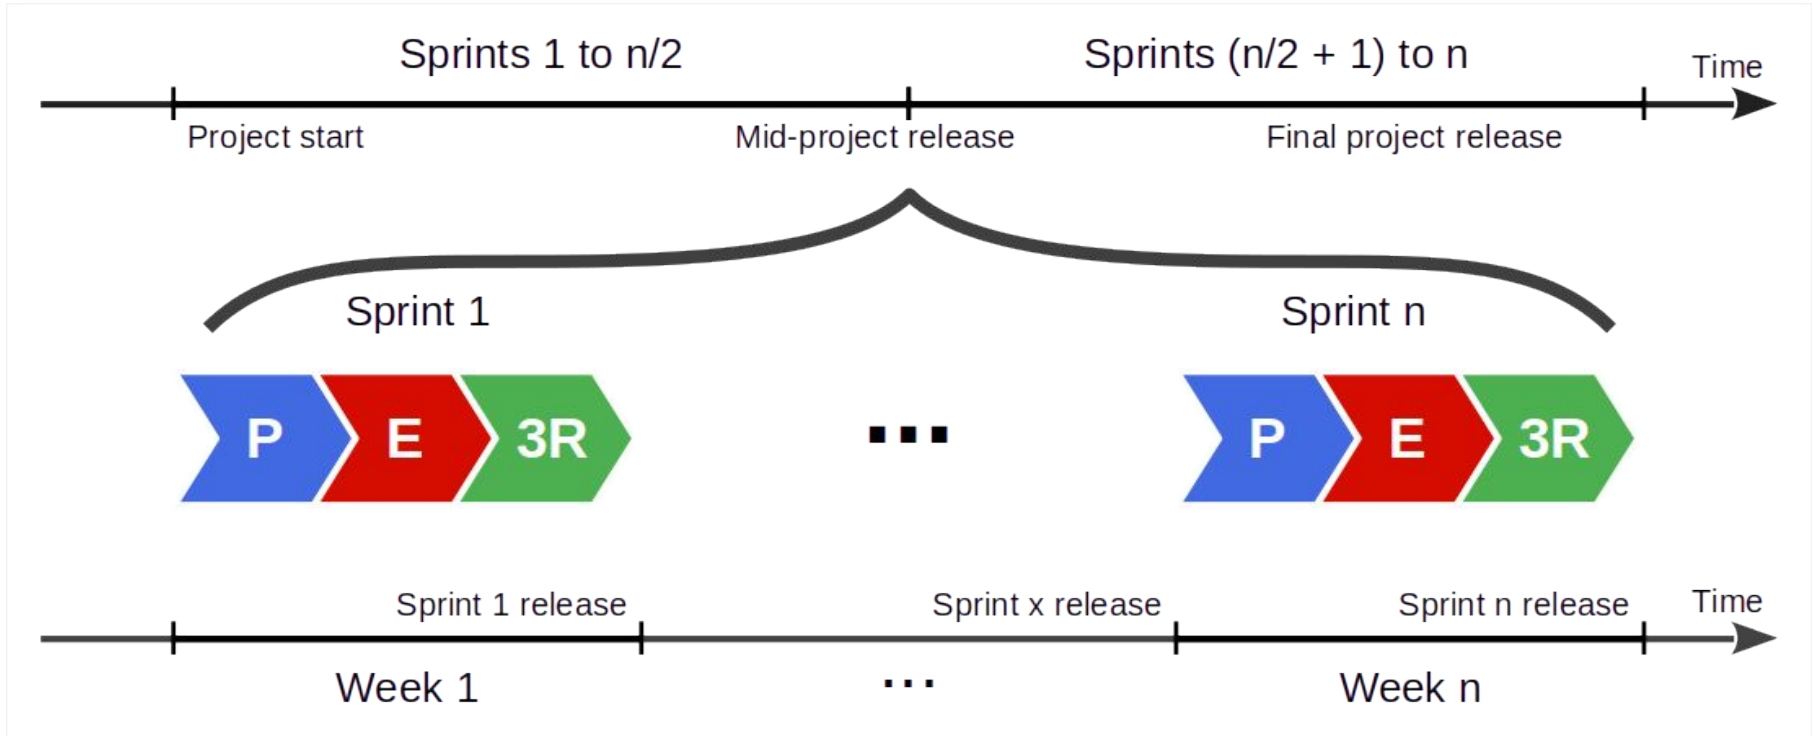 Sprints 1 to n/2
Sprints (n/2 + 1) to n
Time
Project start
Mid-project release
Final project release
Sprint 1
Sprint n
P E 3R
...
P E 3R
Sprint 1 release
Sprint x release
Sprint n release
Time
Week 1
...
Week n